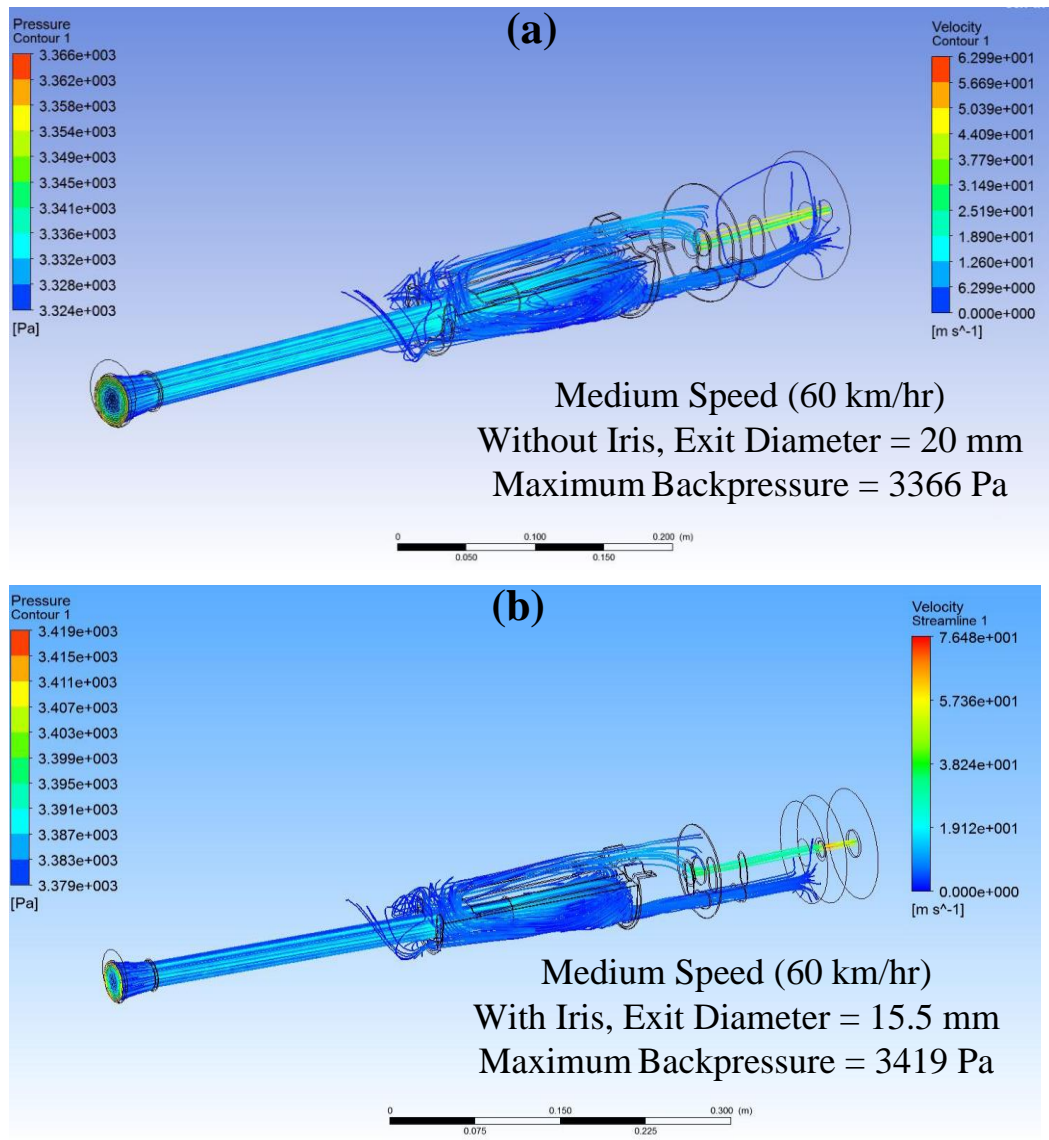 (a)
Pressure
Contour 1
3.366e+003
3.362e+003
3.358e+003
3.354e+003
3.349e+003
3.345e+003
3.341e+003
3.336e+003
3.332e+003
3.328e+003
3.324e+003
[Pa]
Velocity
Contour 1
6.299e+001
5.669e+001
5.039e+001
4.409e+001
3.779e+001
3.149e+001
2.519e+001
1.890e+001
1.260e+001
6.299e+000
0.000e+000
[m s^-1]
Medium Speed (60 km/hr)
Without Iris, Exit Diameter = 20 mm
Maximum Backpressure = 3366 Pa
0 0.100 0.200 (m)
0.050 0.150
(b)
Pressure
Contour 1
3.419e+003
3.415e+003
3.411e+003
3.407e+003
3.403e+003
3.399e+003
3.395e+003
3.391e+003
3.387e+003
3.383e+003
3.379e+003
[Pa]
Velocity
Streamline 1
7.648e+001
5.736e+001
3.824e+001
1.912e+001
0.000e+000
[m s^-1]
Medium Speed (60 km/hr)
With Iris, Exit Diameter = 15.5 mm
Maximum Backpressure = 3419 Pa
0 0.150 0.300 (m)
0.075 0.225